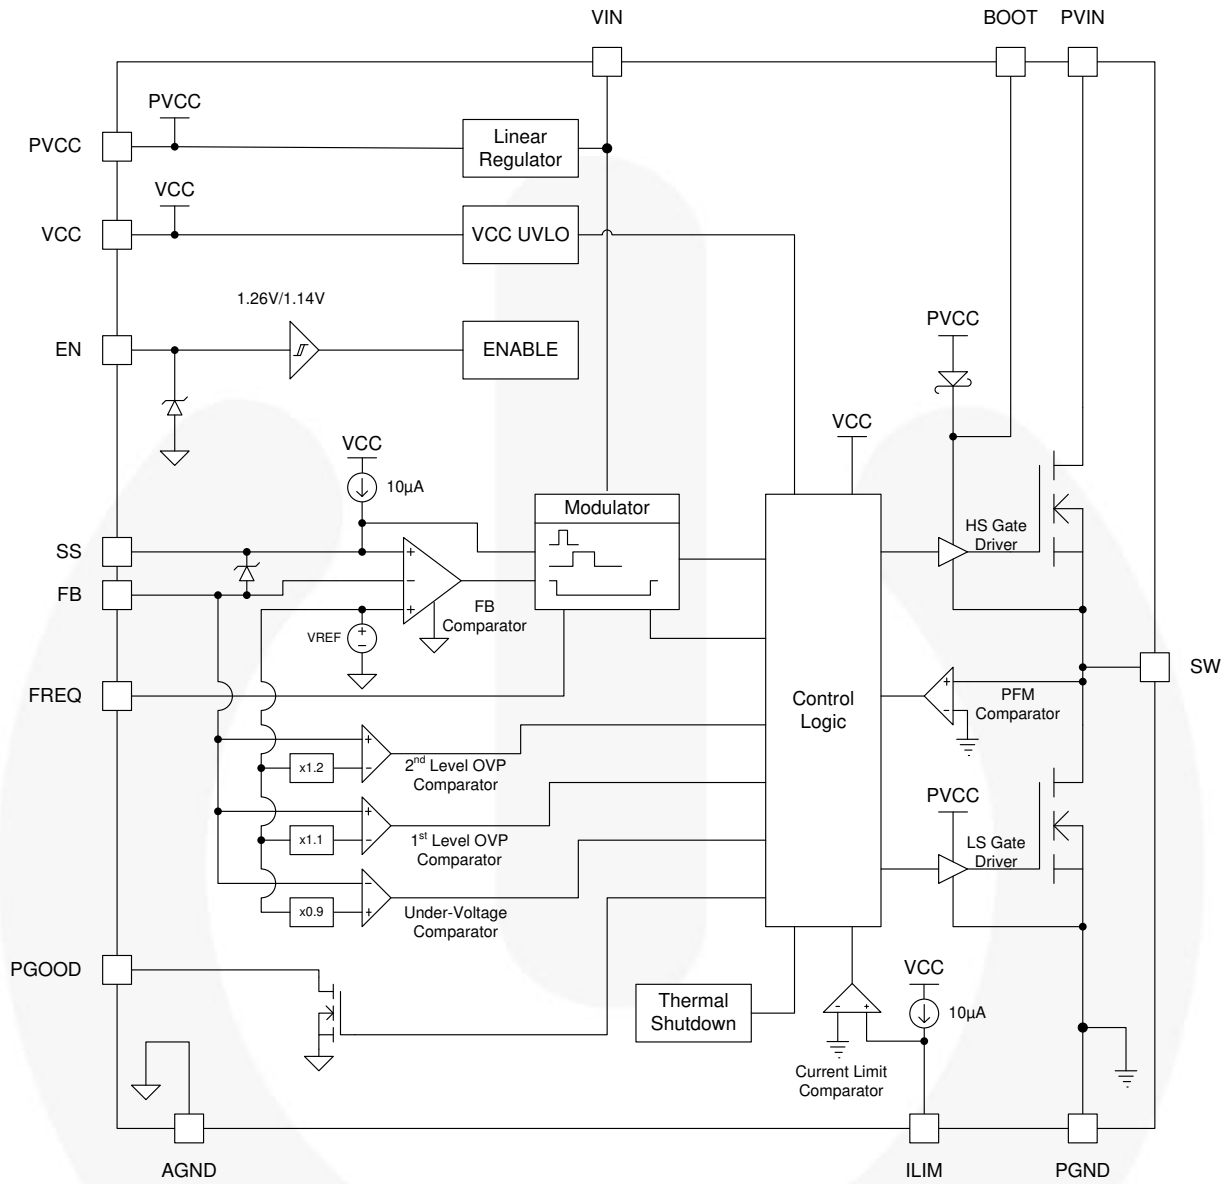 VIN
BOOT
PVIN
PVCC
PVCC
Linear
Regulator
VCC
VCC
VCC UVLO
1.26V/1.14V
EN
ENABLE
PVCC
VCC
10µA
VCC
Modulator
SS
FB
HS Gate
Driver
+
−
+
FB
Comparator
VREF
+
−
FREQ
SW
Control
Logic
+
-
PFM
Comparator
x1.2
+
-
2nd Level OVP
Comparator
x1.1
+
-
1st Level OVP
Comparator
PVCC
LS Gate
Driver
x0.9
-
+
Under-Voltage
Comparator
PGOOD
Thermal
Shutdown
VCC
10µA
-
+
Current Limit
Comparator
AGND
ILIM
PGND